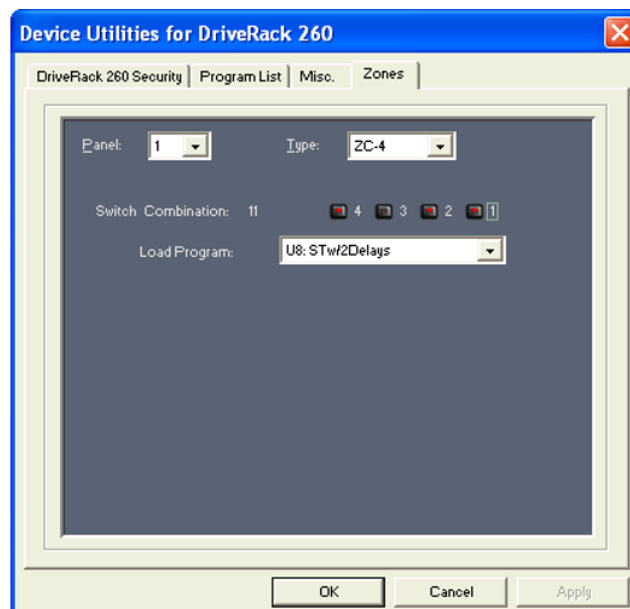 Device Utilities for DriveRack 260
DriveRack 260 Security Program List Misc. Zones
Panel: 1 Type: ZC-4
Switch Combination: 11 4 3 2 1
Load Program: U8: STw/2Delays
OK Cancel Apply